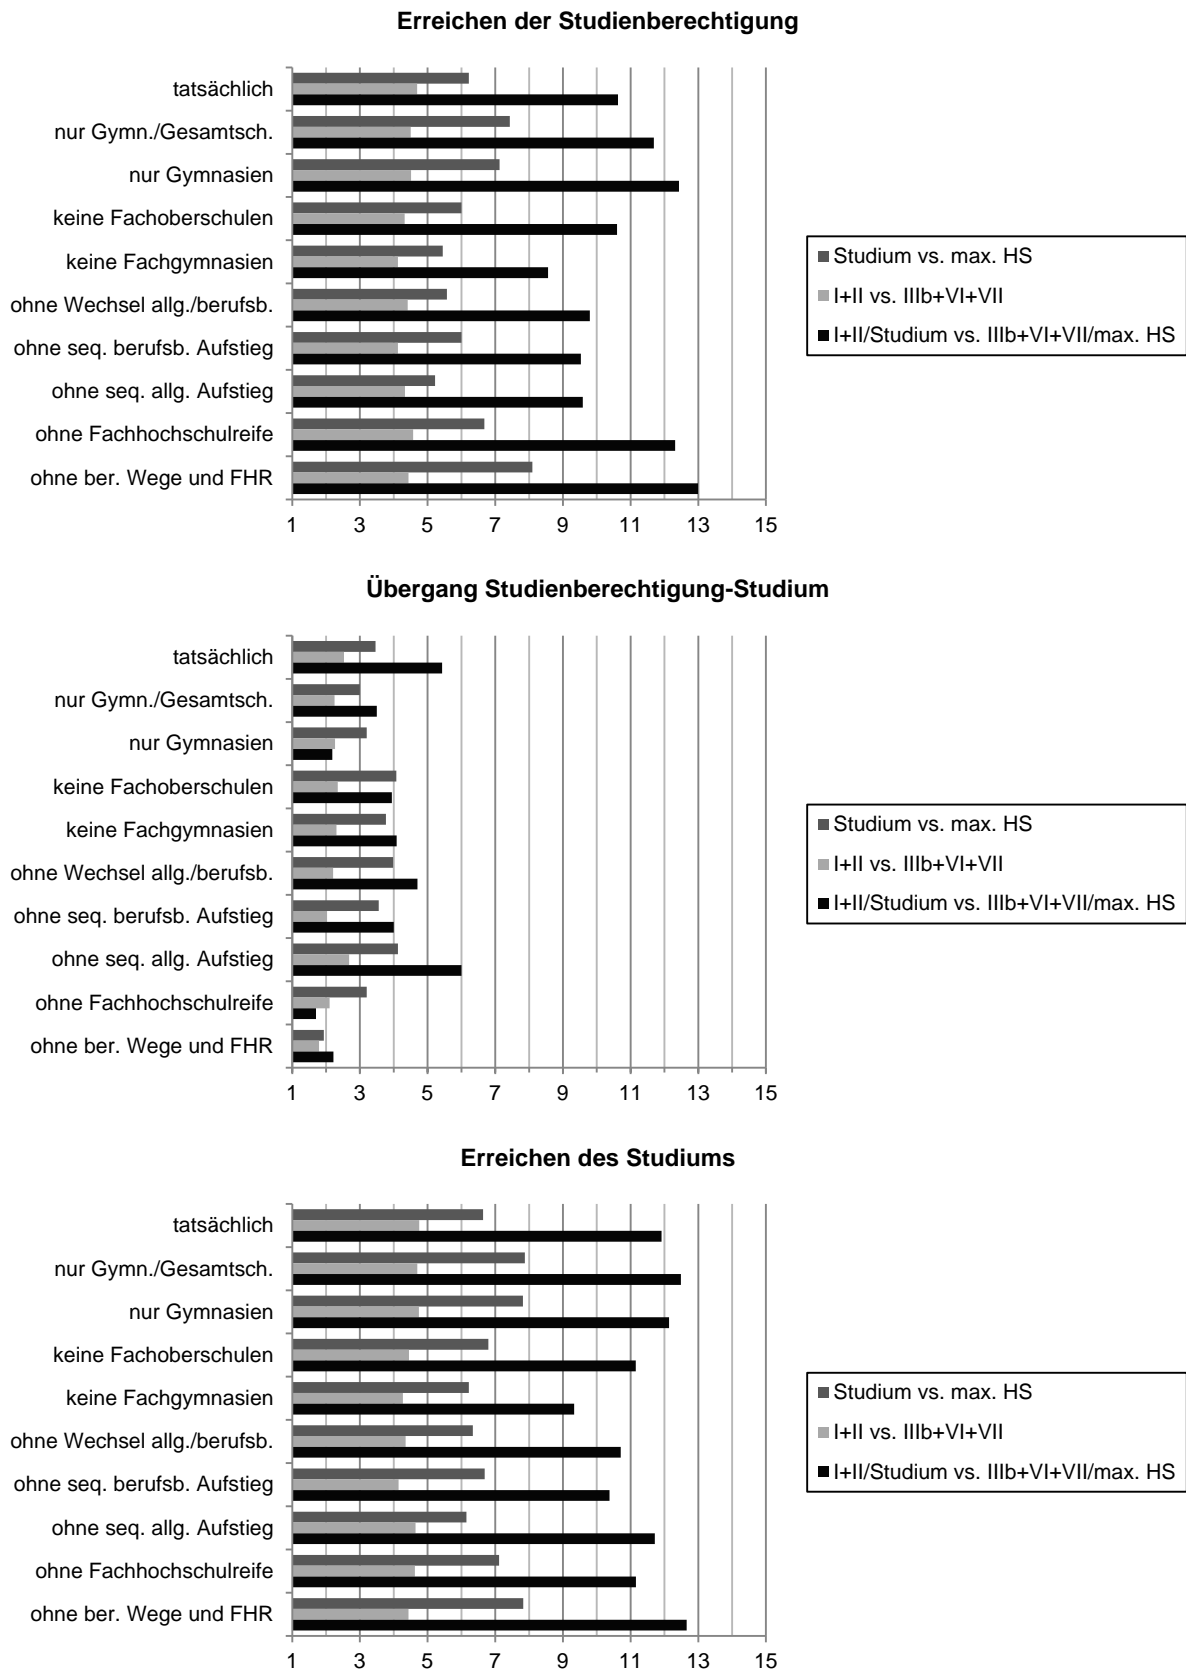 Erreichen der Studienberechtigung
tatsächlich
nur Gymn./Gesamtsch.
nur Gymnasien
keine Fachoberschulen
keine Fachgymnasien
ohne Wechsel allg./berufsb.
ohne seq. berufsb. Aufstieg
ohne seq. allg. Aufstieg
ohne Fachhochschulreife
ohne ber. Wege und FHR
1 3 5 7 9 11 13 15
Studium vs. max. HS
I+II vs. IIIb+VI+VII
I+II/Studium vs. IIIb+VI+VII/max. HS
Übergang Studienberechtigung-Studium
tatsächlich
nur Gymn./Gesamtsch.
nur Gymnasien
keine Fachoberschulen
keine Fachgymnasien
ohne Wechsel allg./berufsb.
ohne seq. berufsb. Aufstieg
ohne seq. allg. Aufstieg
ohne Fachhochschulreife
ohne ber. Wege und FHR
1 3 5 7 9 11 13 15
Studium vs. max. HS
I+II vs. IIIb+VI+VII
I+II/Studium vs. IIIb+VI+VII/max. HS
Erreichen des Studiums
tatsächlich
nur Gymn./Gesamtsch.
nur Gymnasien
keine Fachoberschulen
keine Fachgymnasien
ohne Wechsel allg./berufsb.
ohne seq. berufsb. Aufstieg
ohne seq. allg. Aufstieg
ohne Fachhochschulreife
ohne ber. Wege und FHR
1 3 5 7 9 11 13 15
Studium vs. max. HS
I+II vs. IIIb+VI+VII
I+II/Studium vs. IIIb+VI+VII/max. HS